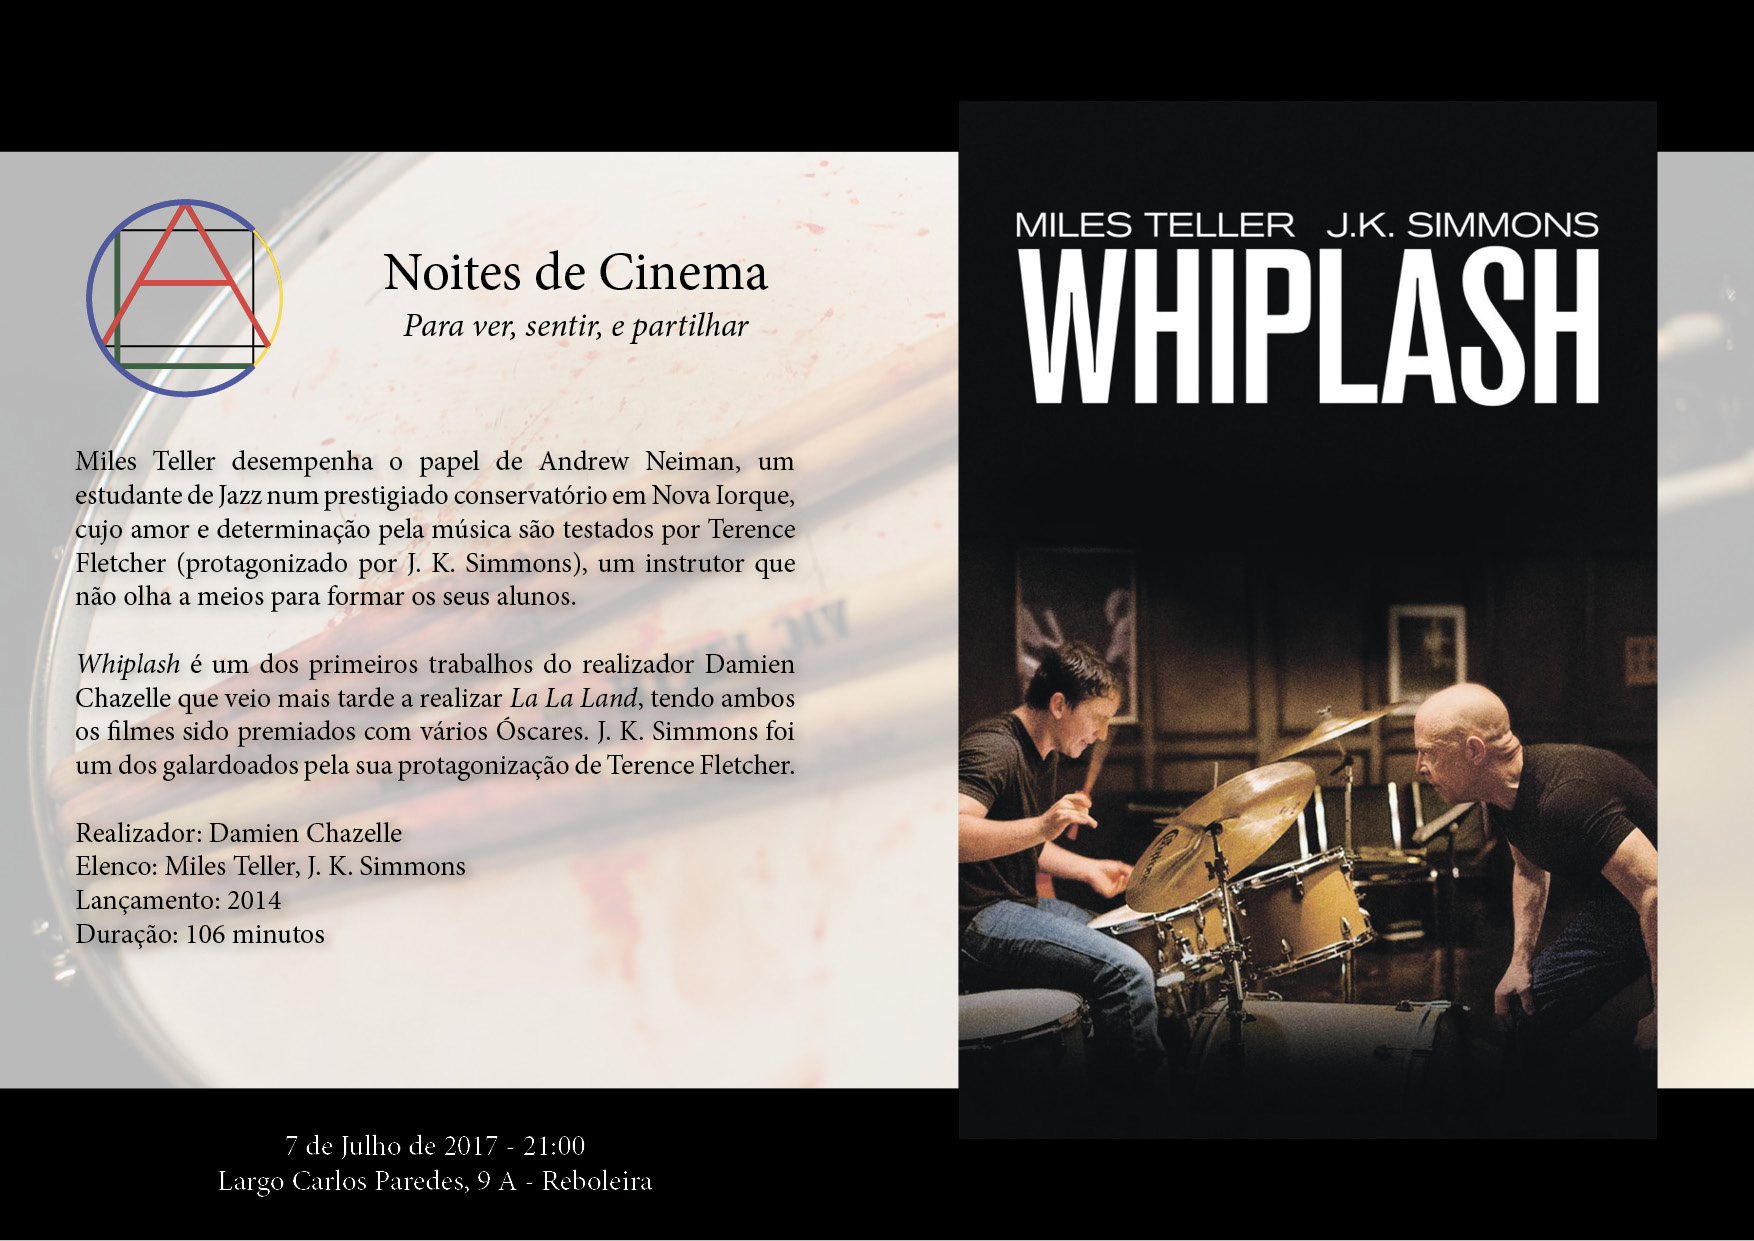 Noites de Cinema
Para ver, sentir, e partilhar
Miles Teller desempenha o papel de Andrew Neiman, um
estudante de Jazz num prestigiado conservatório em Nova Iorque,
cujo amor e determinação pela música são testados por Terence
Fletcher (protagonizado por J. K. Simmons), um instrutor que
não olha a meios para formar os seus alunos.
Whiplash é um dos primeiros trabalhos do realizador Damien
Chazelle que veio mais tarde a realizar La La Land, tendo ambos
os filmes sido premiados com vários Óscares. J. K. Simmons foi
um dos galardoados pela sua protagonização de Terence Fletcher.
Realizador: Damien Chazelle
Elenco: Miles Teller, J. K. Simmons
Lançamento: 2014
Duração: 106 minutos
7 de Julho de 2017 - 21:00
Largo Carlos Paredes, 9 A - Reboleira
MILES TELLER J.K. SIMMONS
WHIPLASH